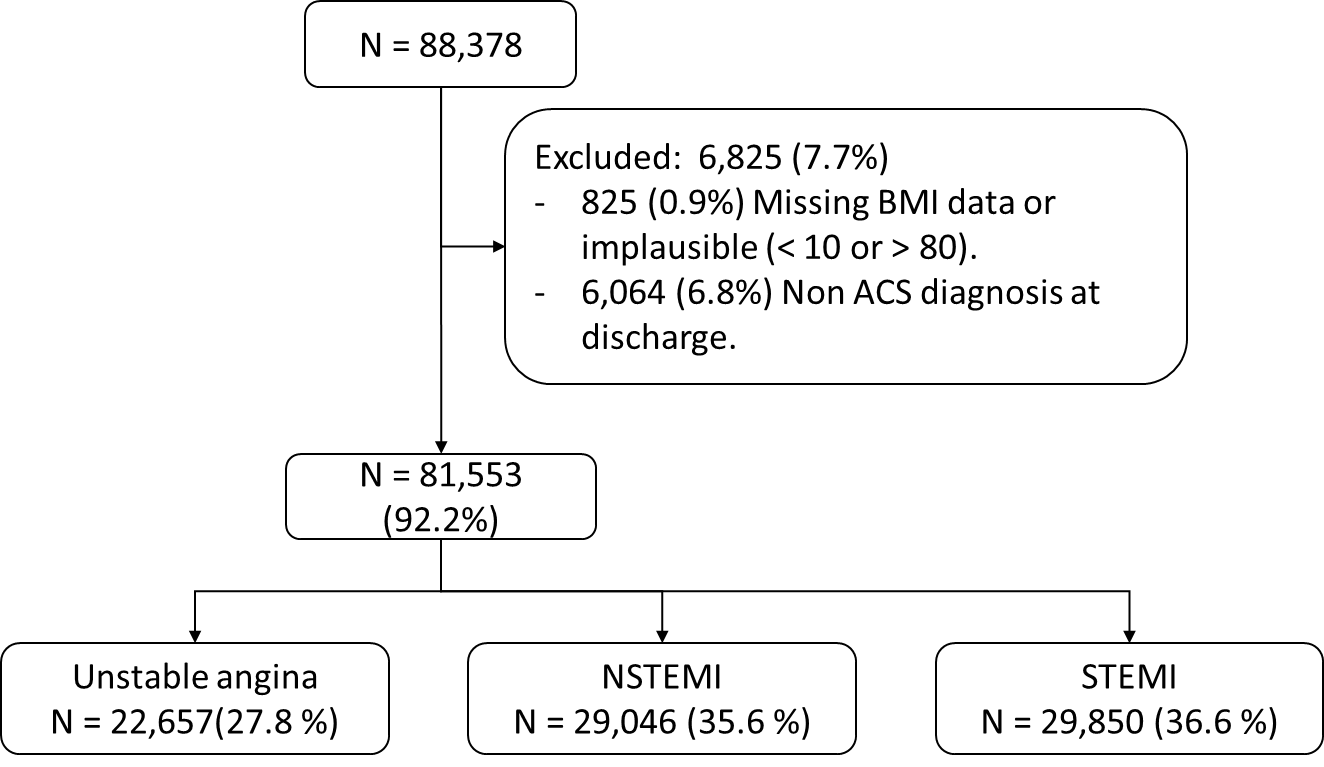 N = 88,378
Excluded:  6,825 (7.7%)
- 825 (0.9%) Missing BMI data or
implausible (< 10 or > 80).
- 6,064 (6.8%) Non ACS diagnosis at
discharge.
N = 81,553
(92.2%)
Unstable angina
N = 22,657(27.8 %)
NSTEMI
N = 29,046 (35.6 %)
STEMI
N = 29,850 (36.6 %)